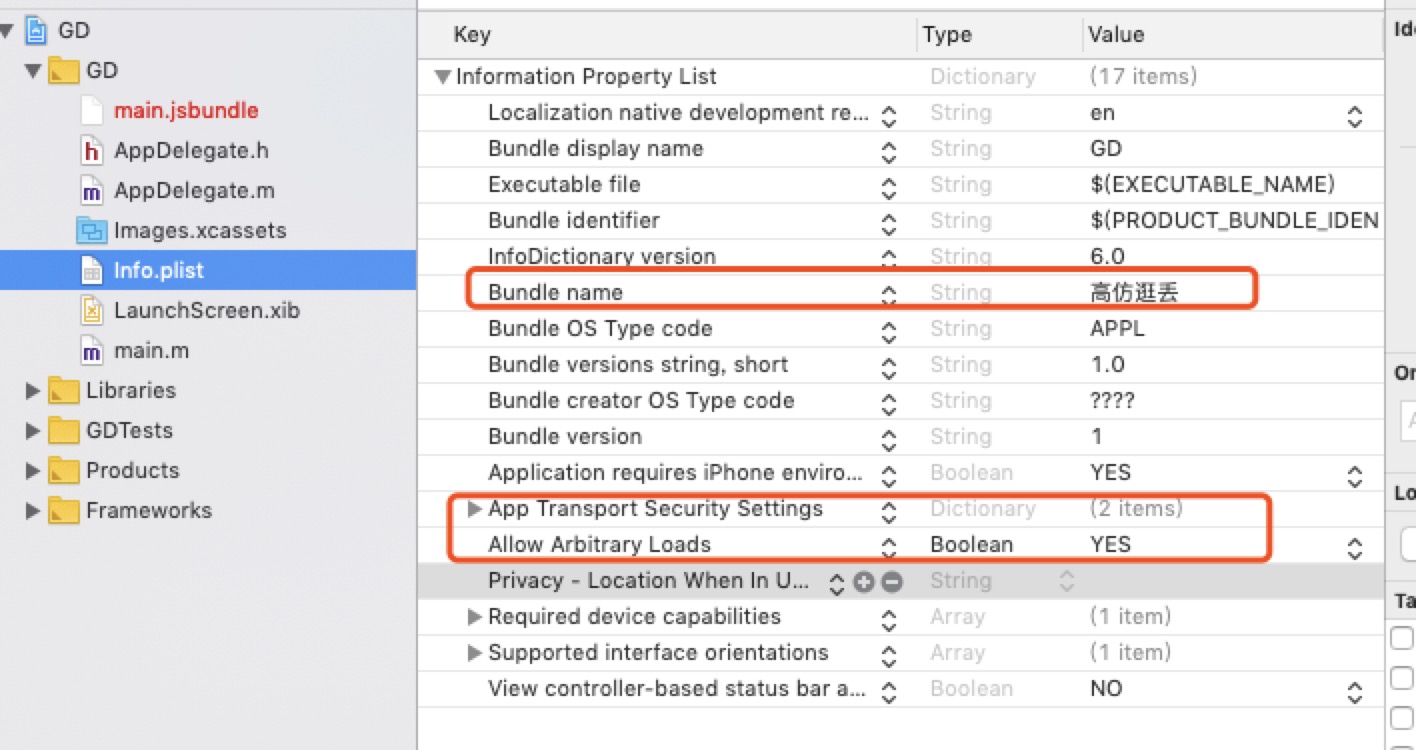 GD
GD
main.jsbundle
AppDelegate.h
AppDelegate.m
Images.xcassets
Info.plist
LaunchScreen.xib
main.m
Libraries
GDTests
Products
Frameworks
Key Type Value
Information Property List Dictionary (17 items)
Localization native development re... String en
Bundle display name String GD
Executable file String $(EXECUTABLE_NAME)
Bundle identifier String $(PRODUCT_BUNDLE_IDEN
InfoDictionary version String 6.0
Bundle name String 高仿逛丢
Bundle OS Type code String APPL
Bundle versions string, short String 1.0
Bundle creator OS Type code String ????
Bundle version String 1
Application requires iPhone enviro... Boolean YES
App Transport Security Settings Dictionary (2 items)
Allow Arbitrary Loads Boolean YES
Privacy - Location When In U... String
Required device capabilities Array (1 item)
Supported interface orientations Array (1 item)
View controller-based status bar a... Boolean NO